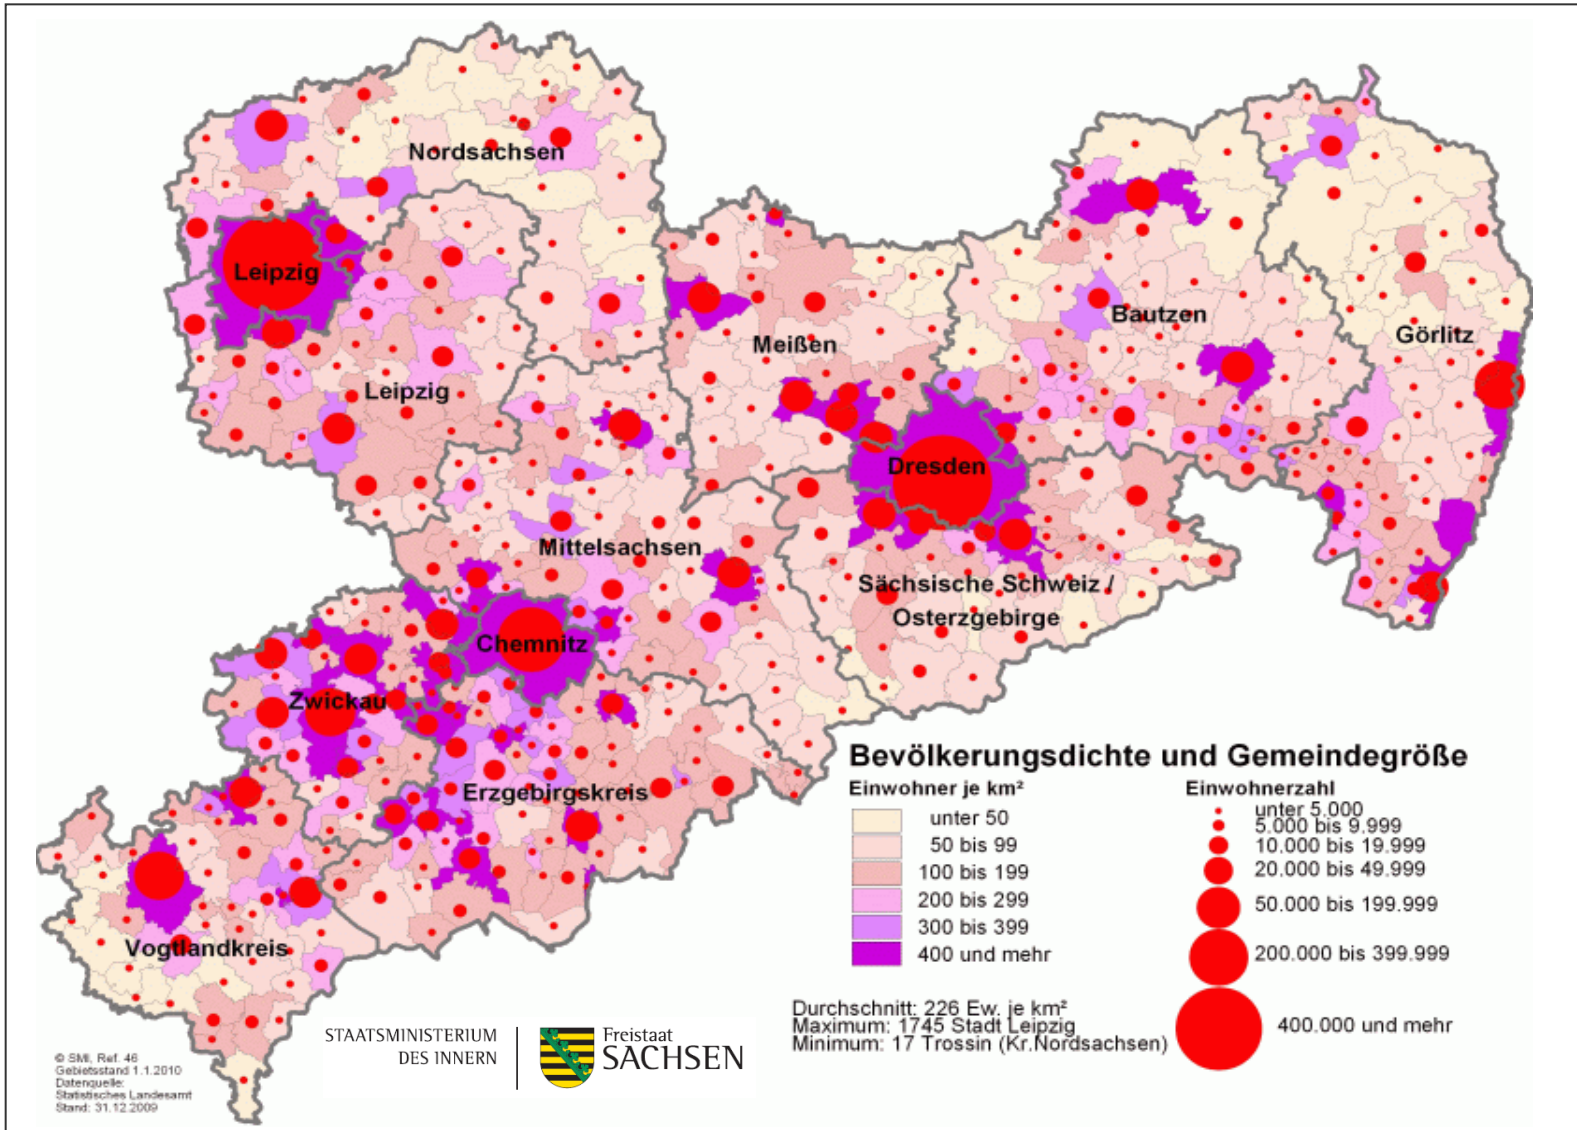 Nordsachsen
Leipzig
Bautzen
Görlitz
Meißen
Leipzig
Dresden
Mittelsachsen
Sächsische Schweiz /
Osterzgebirge
Chemnitz
Zwickau
Erzgebirgskreis
Vogtlandkreis
Bevölkerungsdichte und Gemeindegröße
Einwohner je km²
unter 50
50 bis 99
100 bis 199
200 bis 299
300 bis 399
400 und mehr
Einwohnerzahl
unter 5.000
5.000 bis 9.999
10.000 bis 19.999
20.000 bis 49.999
50.000 bis 199.999
200.000 bis 399.999
400.000 und mehr
Durchschnitt: 226 Ew. je km²
Maximum: 1745 Stadt Leipzig
Minimum: 17 Trossin (Kr.Nordsachsen)
STAATSMINISTERIUM
DES INNERN
Freistaat
SACHSEN
© SMI, Ref. 46
Gebietsstand 1.1.2010
Datenquelle:
Statistisches Landesamt
Stand: 31.12.2009